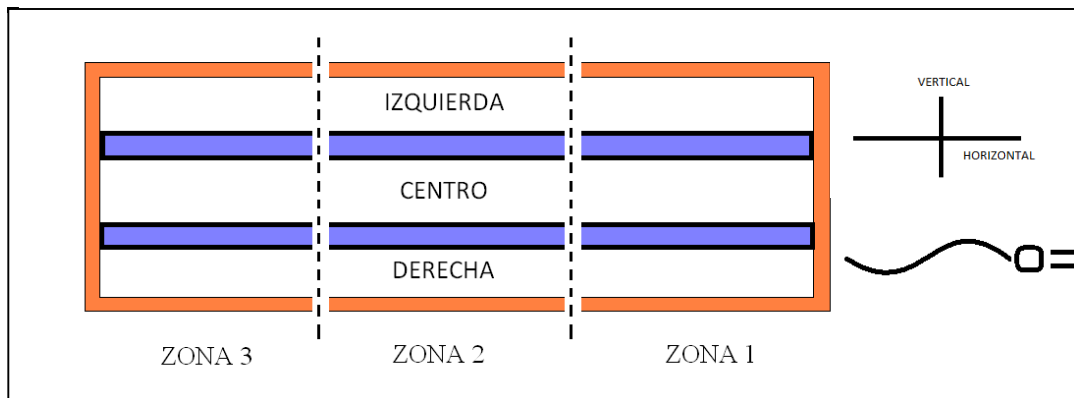 IZQUIERDA
VERTICAL
HORIZONTAL
CENTRO
DERECHA
ZONA 3
ZONA 2
ZONA 1